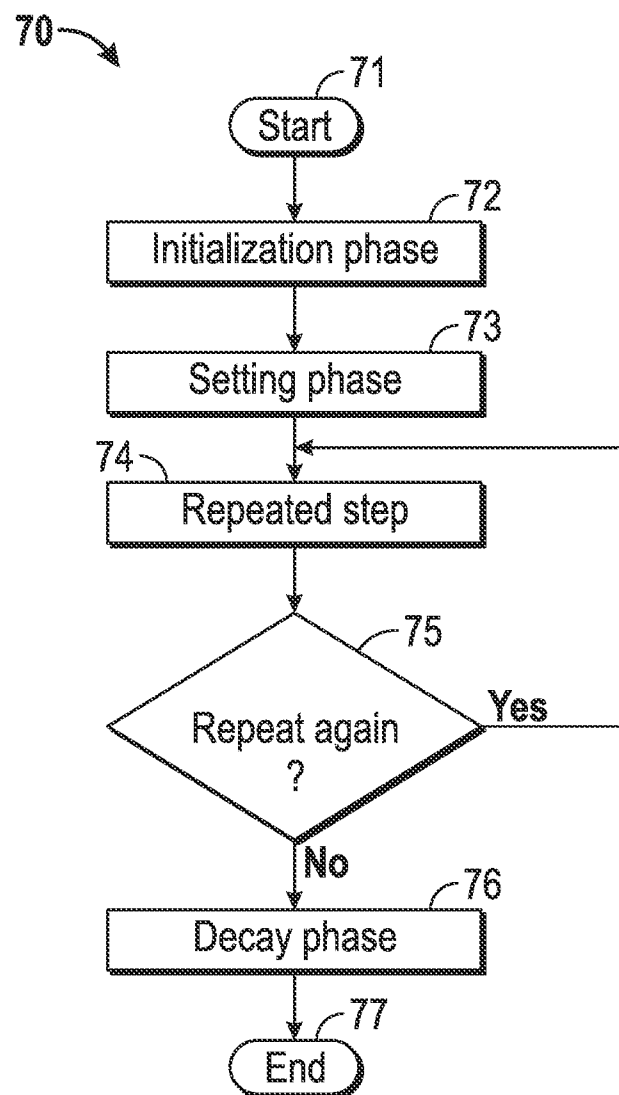 70
71
Start
72
Initialization phase
73
Setting phase
74
Repeated step
75
Repeat again
?
Yes
No
76
Decay phase
77
End